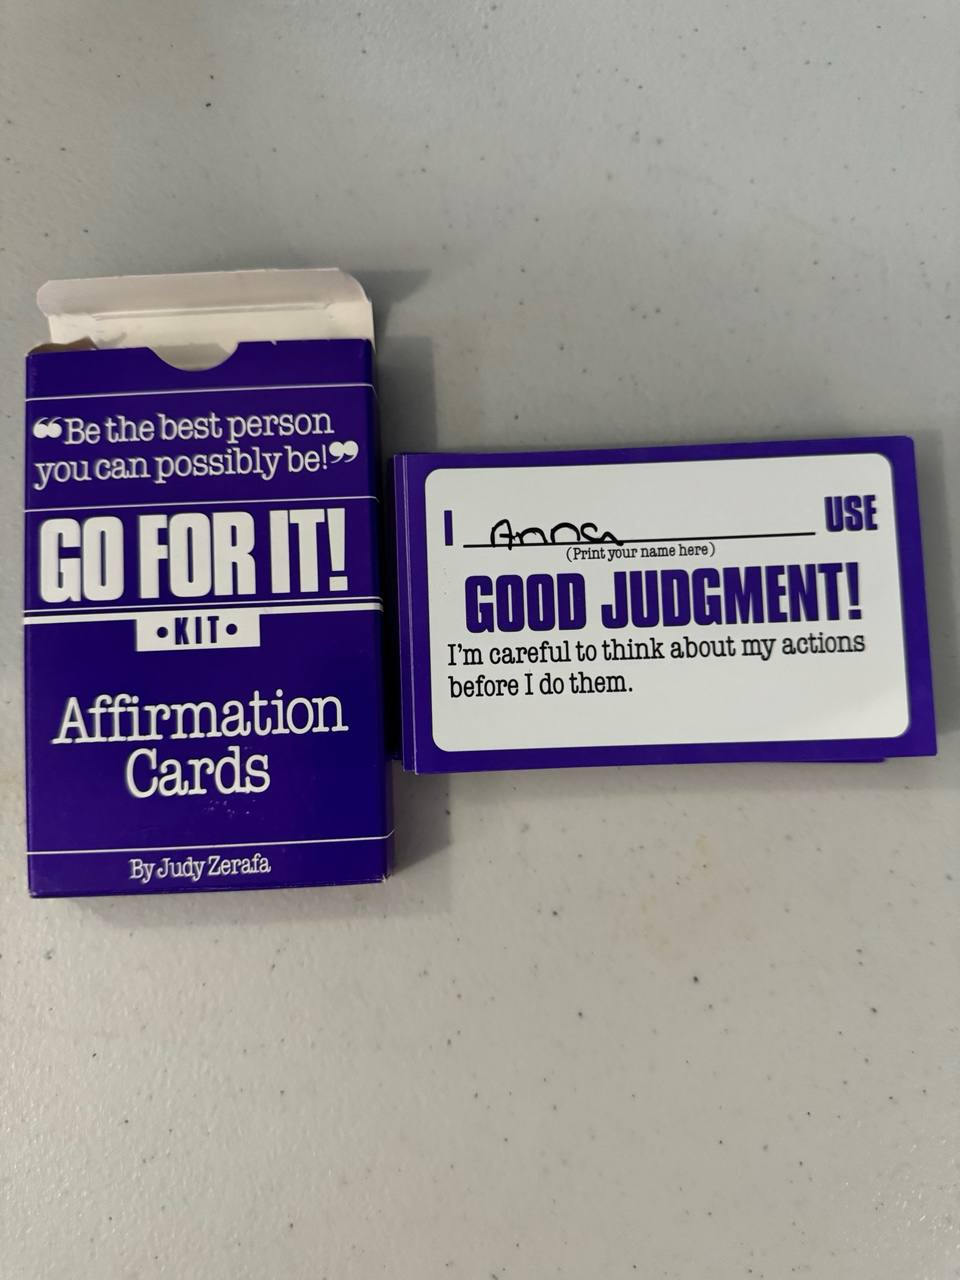 “Be the best person
you can possibly be!”
GO FOR IT!
•KIT•
Affirmation
Cards
By Judy Zerafa
I Anna USE
(Print your name here)
GOOD JUDGMENT!
I'm careful to think about my actions
before I do them.